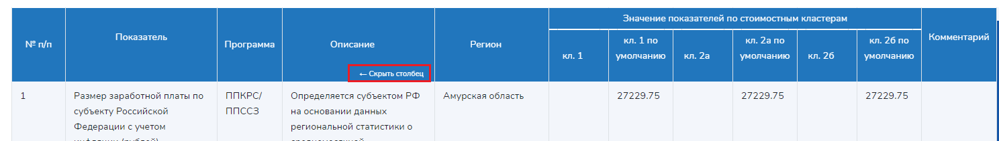 № п/п
Показатель
Программа
Описание
← Скрыть столбец
Регион
Значение показателей по стоимостным кластерам
кл. 1
кл. 1 по
умолчанию
кл. 2а
кл. 2а по
умолчанию
кл. 2б
кл. 2б по
умолчанию
Комментарий
1
Размер заработной платы по
субъекту Российской
Федерации с учетом
ППКРС/
ППССЗ
Определяется субъектом РФ
на основании данных
региональной статистики о
Амурская область
27229.75
27229.75
27229.75